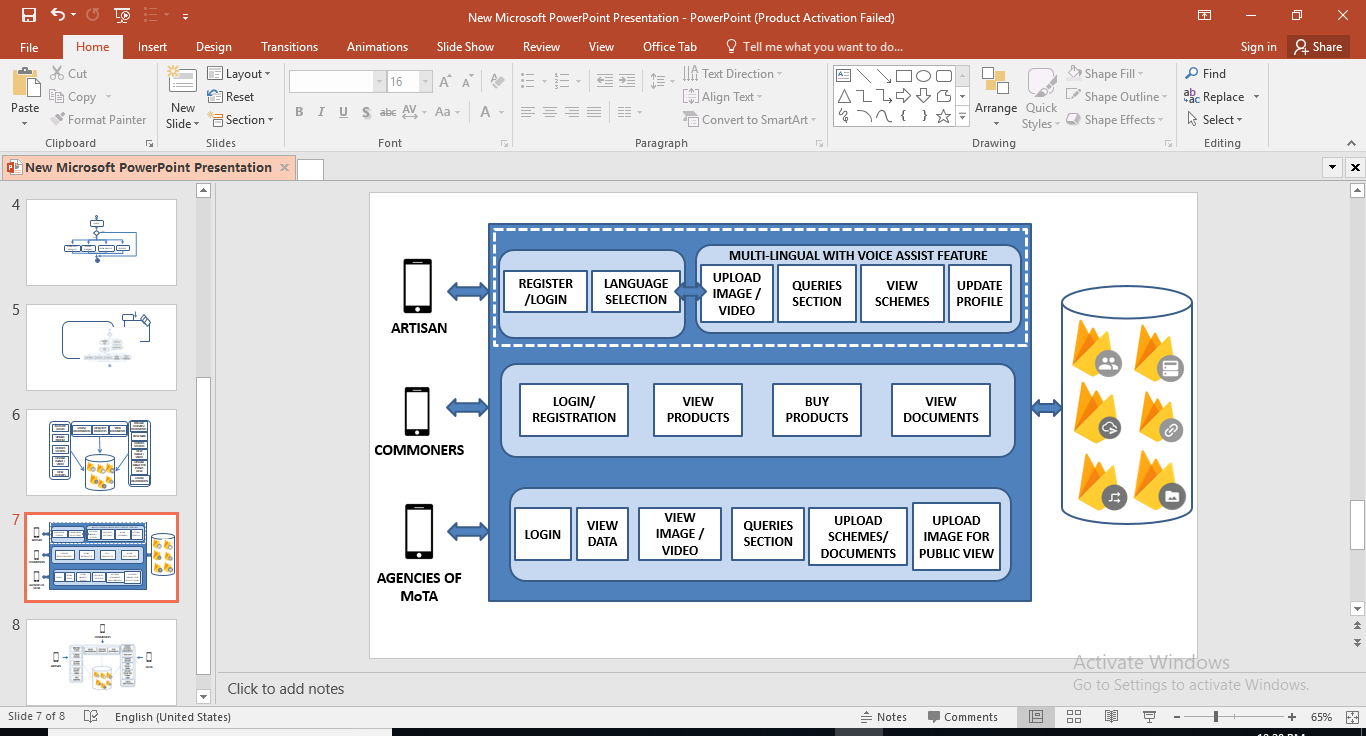 New Microsoft PowerPoint Presentation - PowerPoint (Product Activation Failed)
File Home Insert Design Transitions Animations Slide Show Review View Office Tab Tell me what you want to do... Sign in Share
Paste
Cut
Copy
Format Painter
Clipboard
New
Slide
Layout
Reset
Section
Slides
16
B I U S abc AV Aa A
Font
Text Direction
Align Text
Convert to SmartArt
Paragraph
Arrange
Quick
Styles
Shape Fill
Shape Outline
Shape Effects
Drawing
Find
Replace
Select
Editing
New Microsoft PowerPoint Presentation
4
5
6
7
8
ARTISAN
REGISTER
/LOGIN
LANGUAGE
SELECTION
MULTI-LINGUAL WITH VOICE ASSIST FEATURE
UPLOAD
IMAGE /
VIDEO
QUERIES
SECTION
VIEW
SCHEMES
UPDATE
PROFILE
COMMONERS
LOGIN/
REGISTRATION
VIEW
PRODUCTS
BUY
PRODUCTS
VIEW
DOCUMENTS
AGENCIES OF
MoTA
LOGIN
VIEW
DATA
VIEW
IMAGE /
VIDEO
QUERIES
SECTION
UPLOAD
SCHEMES/
DOCUMENTS
UPLOAD
IMAGE FOR
PUBLIC VIEW
Activate Windows
Go to Settings to activate Windows.
Click to add notes
Slide 7 of 8 English (United States) Notes Comments 65%